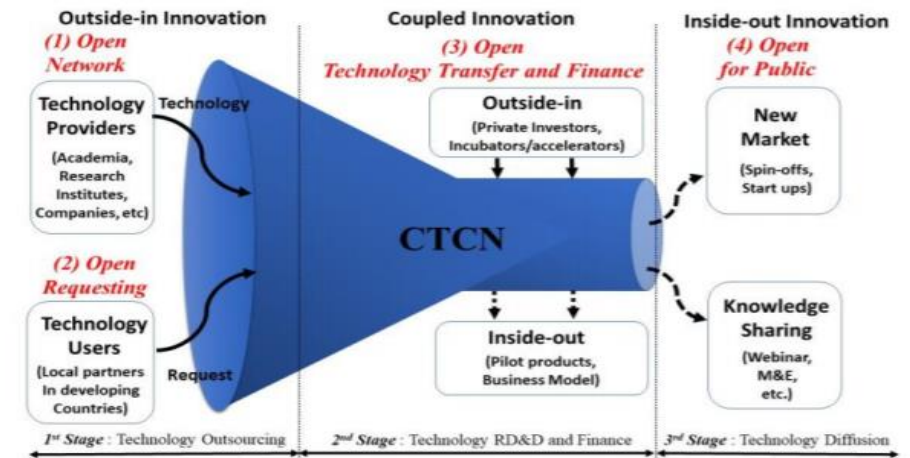 Outside-in Innovation
Coupled Innovation
Inside-out Innovation
(1) Open
Network
(3) Open
Technology Transfer and Finance
(4) Open
for Public
Technology
Providers
(Academia,
Research
Institutes,
Companies, etc)
Technology
Outside-in
(Private Investors,
Incubators/accelerators)
New
Market
(Spin-offs,
Start ups)
CTCN
(2) Open
Requesting
Technology
Users
(Local partners
In developing
Countries)
Request
Inside-out
(Pilot products,
Business Model)
Knowledge
Sharing
(Webinar,
M&E,
etc.)
1st Stage : Technology Outsourcing
2nd Stage : Technology RD&D and Finance
3rd Stage : Technology Diffusion